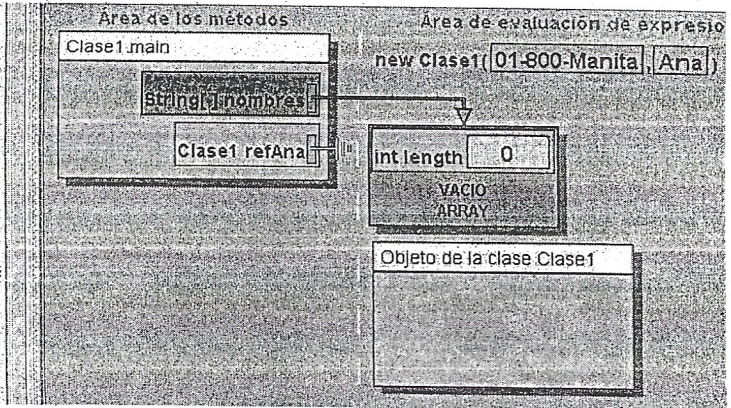 Área de los métodos
Área de evaluación de expresio
Clase1.main
new Clase1( 01-800-Manita , Ana )
String[] nombres
Clase1 refAna
int length 0
VACIO
ARRAY
Objeto de la clase Clase1